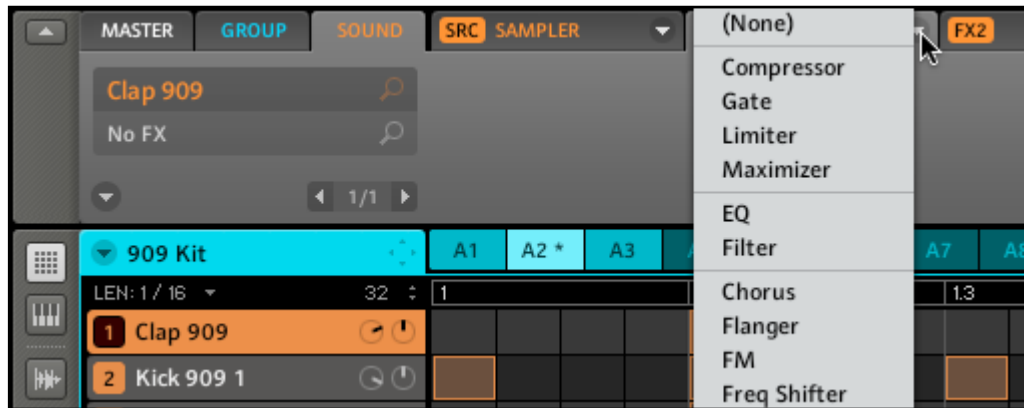 MASTER GROUP SOUND SRC SAMPLER FX2
Clap 909
No FX
1/1
(None)
Compressor
Gate
Limiter
Maximizer
EQ
Filter
Chorus
Flanger
FM
Freq Shifter
909 Kit A1 A2 * A3 A7 A8
LEN: 1 / 16 32 1 1.3
1 Clap 909
2 Kick 909 1